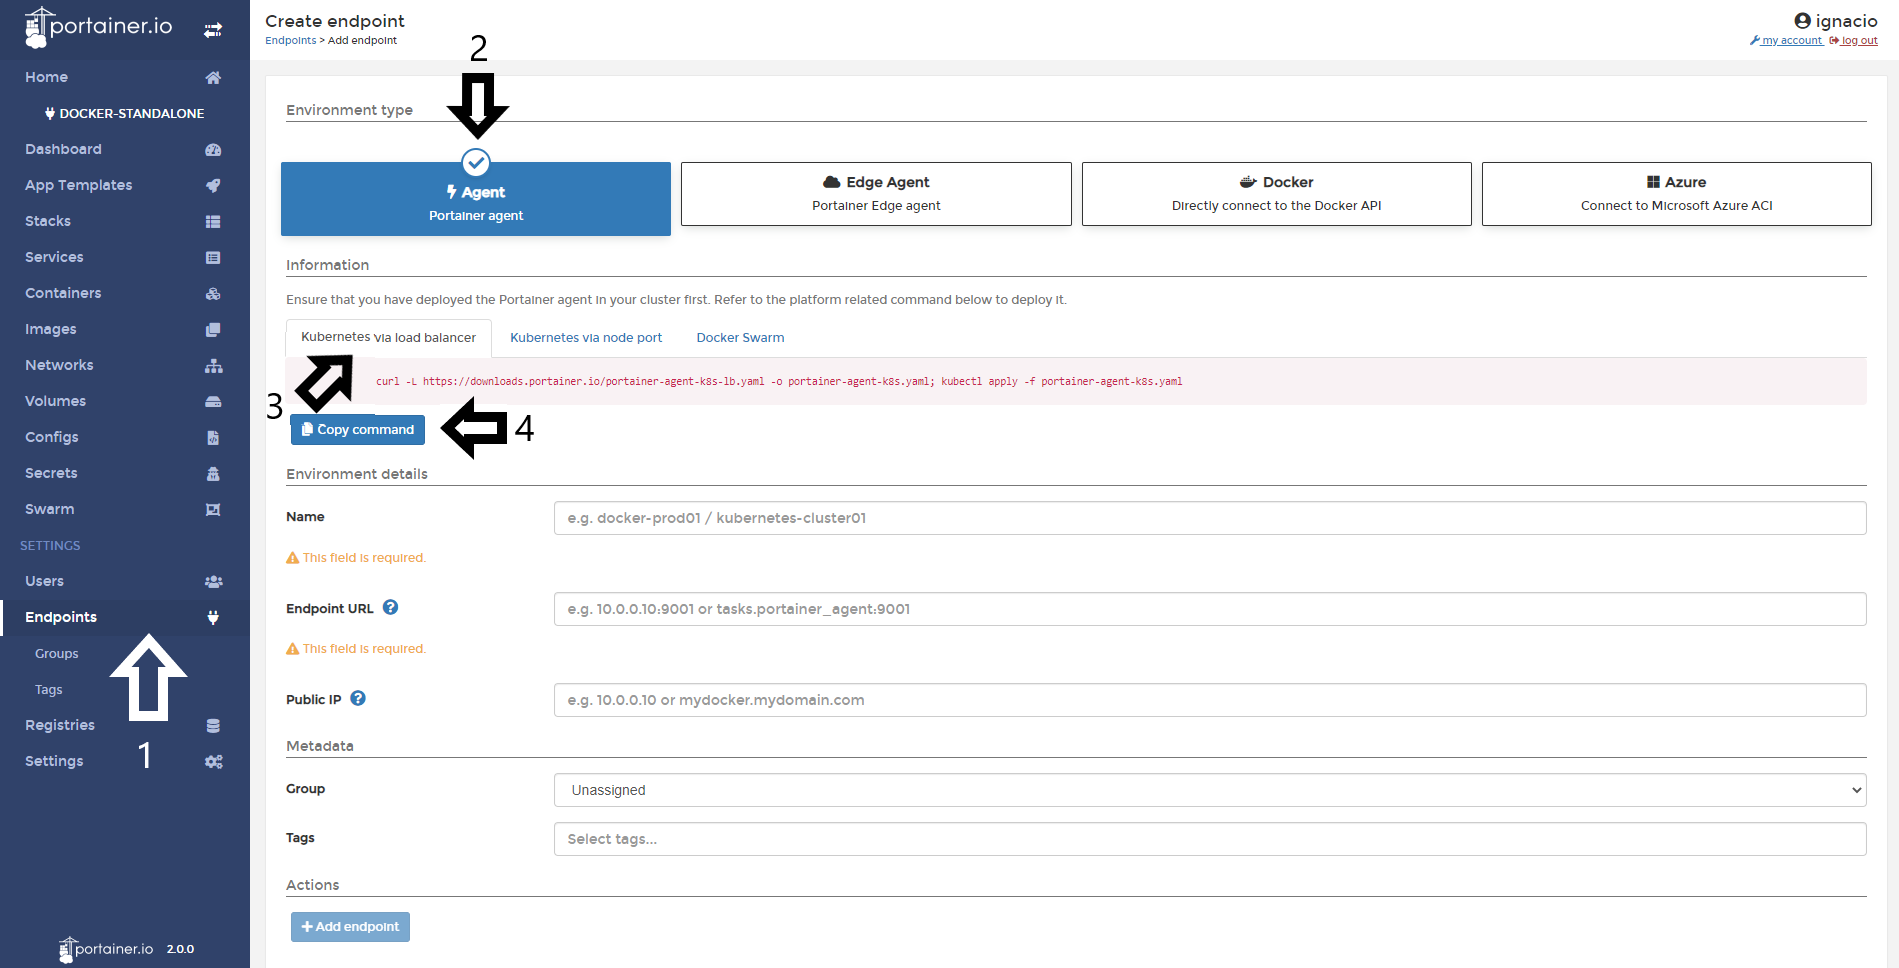 portainer.io
Home
DOCKER-STANDALONE
Dashboard
App Templates
Stacks
Services
Containers
Images
Networks
Volumes
Configs
Secrets
Swarm
SETTINGS
Users
Endpoints
Groups
Tags
Registries
Settings
1
portainer.io 2.0.0
Create endpoint
Endpoints > Add endpoint
ignacio
my account log out
2
Environment type
Agent
Portainer agent
Edge Agent
Portainer Edge agent
Docker
Directly connect to the Docker API
Azure
Connect to Microsoft Azure ACI
Information
Ensure that you have deployed the Portainer agent in your cluster first. Refer to the platform related command below to deploy it.
Kubernetes via load balancer Kubernetes via node port Docker Swarm
curl -L https://downloads.portainer.io/portainer-agent-k8s-lb.yaml -o portainer-agent-k8s.yaml; kubectl apply -f portainer-agent-k8s.yaml
3
Copy command
4
Environment details
Name e.g. docker-prod01 / kubernetes-cluster01
This field is required.
Endpoint URL e.g. 10.0.0.10:9001 or tasks.portainer_agent:9001
This field is required.
Public IP e.g. 10.0.0.10 or mydocker.mydomain.com
Metadata
Group Unassigned
Tags Select tags...
Actions
Add endpoint